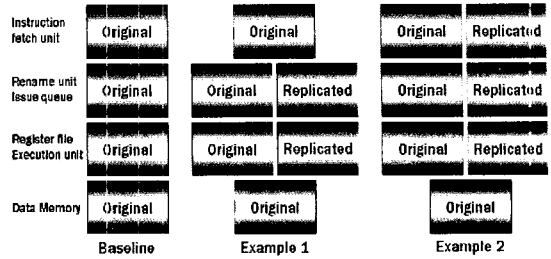 Instruction
fetch unit
Original
Original
Original
Replicated
Rename unit
Issue queue
Original
Original
Replicated
Original
Replicated
Register file
Execution unit
Original
Original
Replicated
Original
Replicated
Data Memory
Original
Original
Original
Baseline
Example 1
Example 2